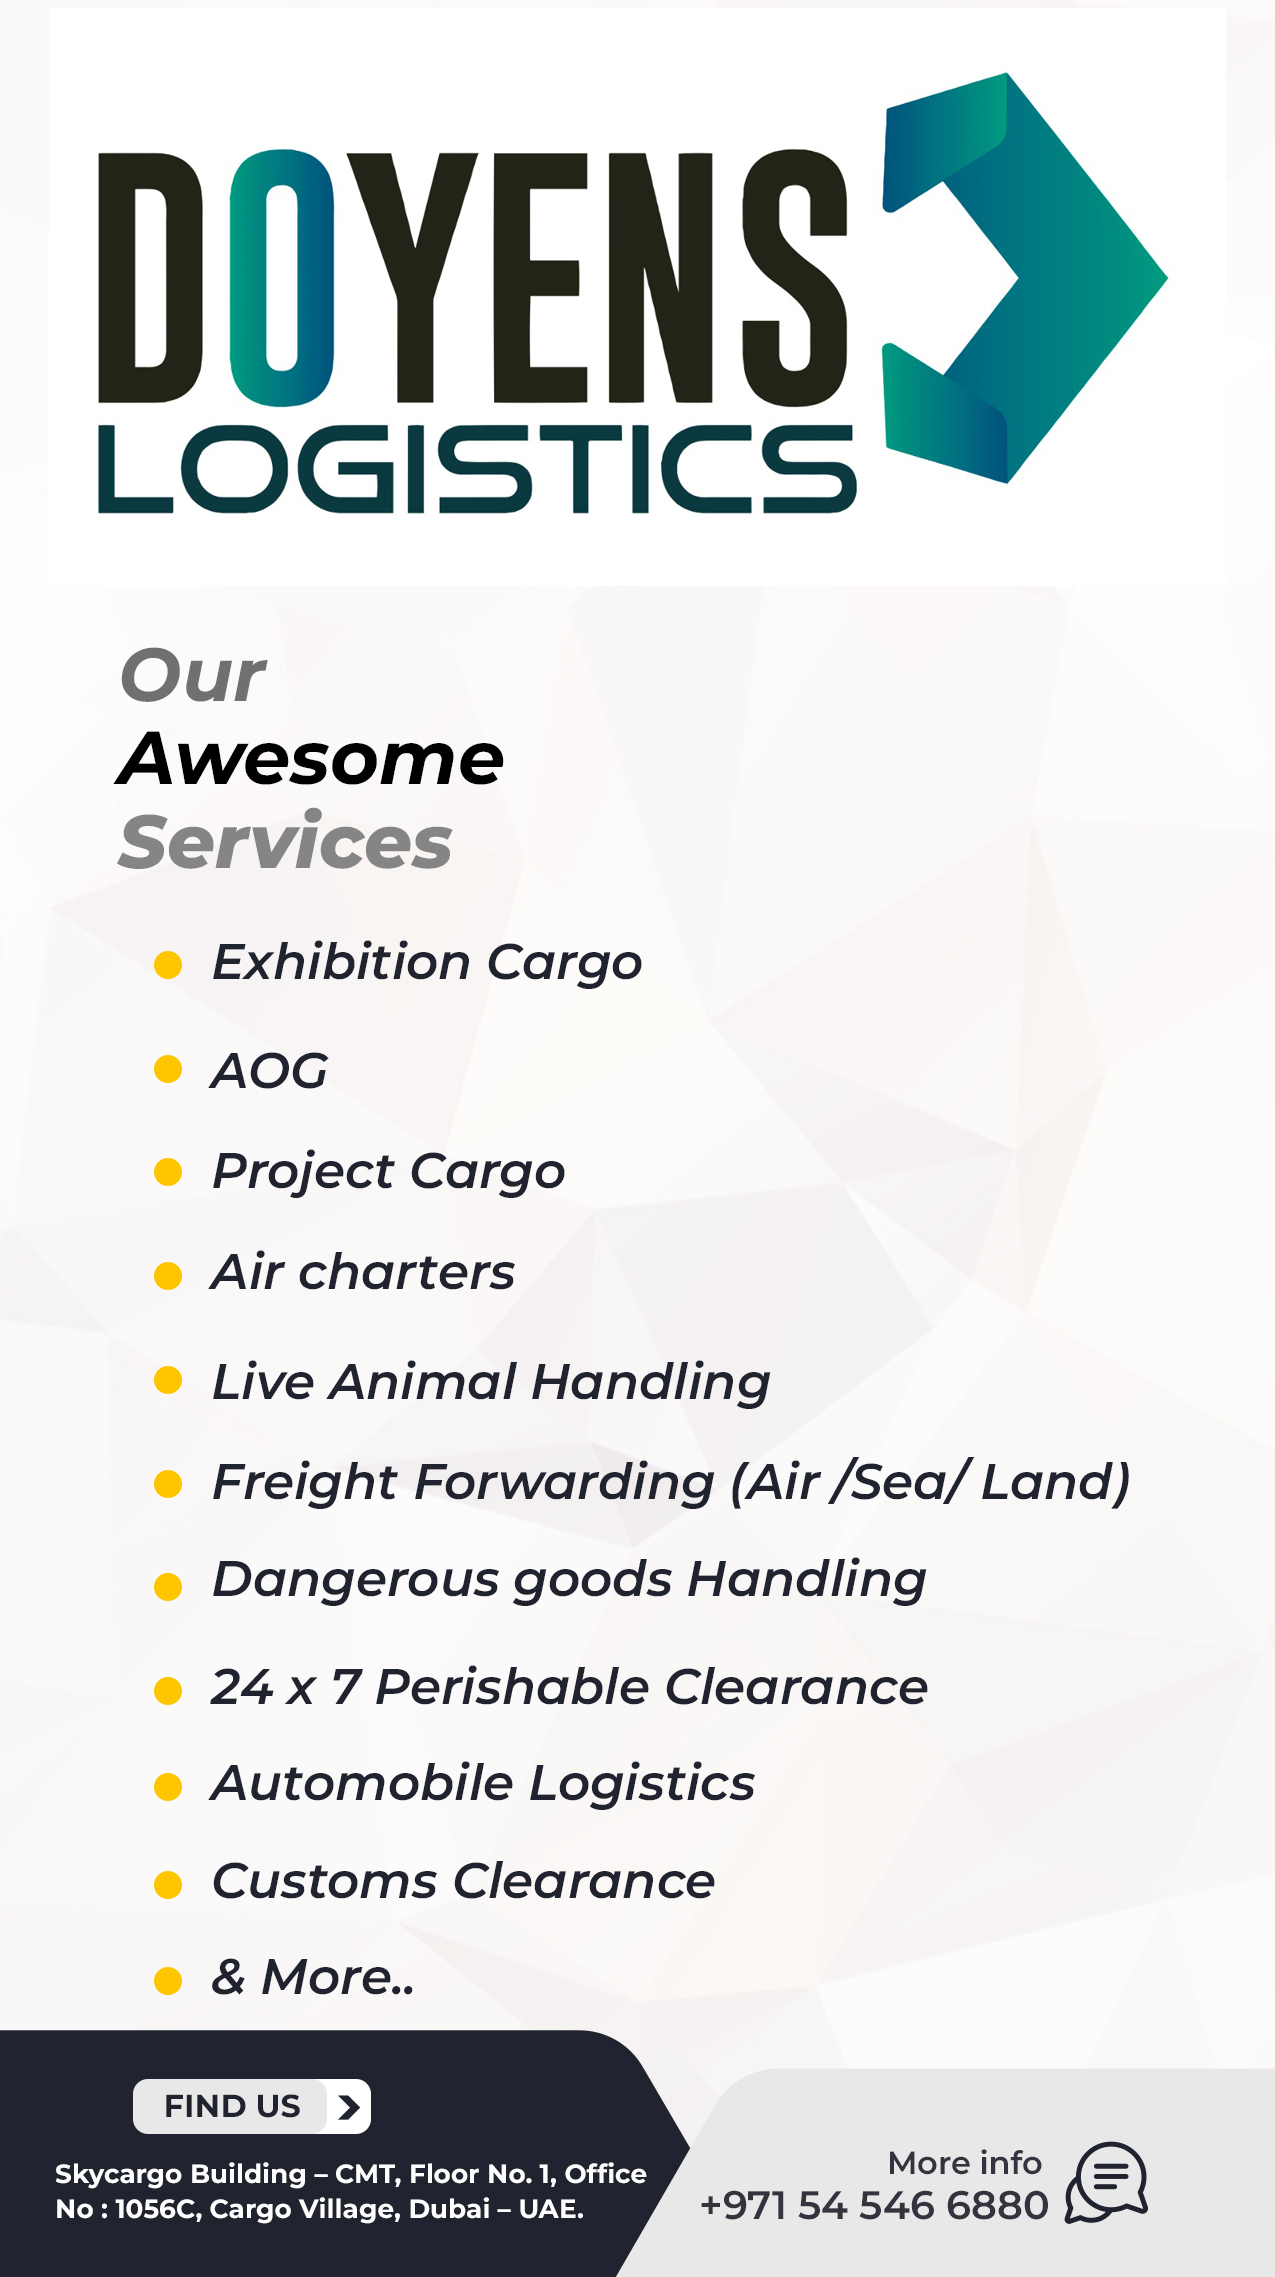 DOYENS
LOGISTICS
Our
Awesome
Services
Exhibition Cargo
AOG
Project Cargo
Air charters
Live Animal Handling
Freight Forwarding (Air /Sea/ Land)
Dangerous goods Handling
24 x 7 Perishable Clearance
Automobile Logistics
Customs Clearance
& More..
FIND US
Skycargo Building – CMT, Floor No. 1, Office
No : 1056C, Cargo Village, Dubai – UAE.
More info
+971 54 546 6880